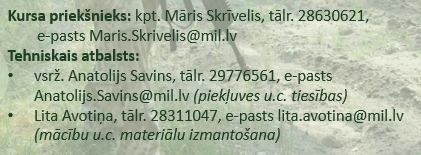 Kursa priekšnieks: kpt. Māris Skrīvelis, tālr. 28630621,
e-pasts Maris.Skrivelis@mil.lv
Tehniskais atbalsts:
• vsrž. Anatolijs Savins, tālr. 29776561, e-pasts
Anatolijs.Savins@mil.lv (piekļuves u.c. tiesības)
• Lita Avotiņa, tālr. 28311047, e-pasts lita.avotina@mil.lv
(mācību u.c. materiālu izmantošana)